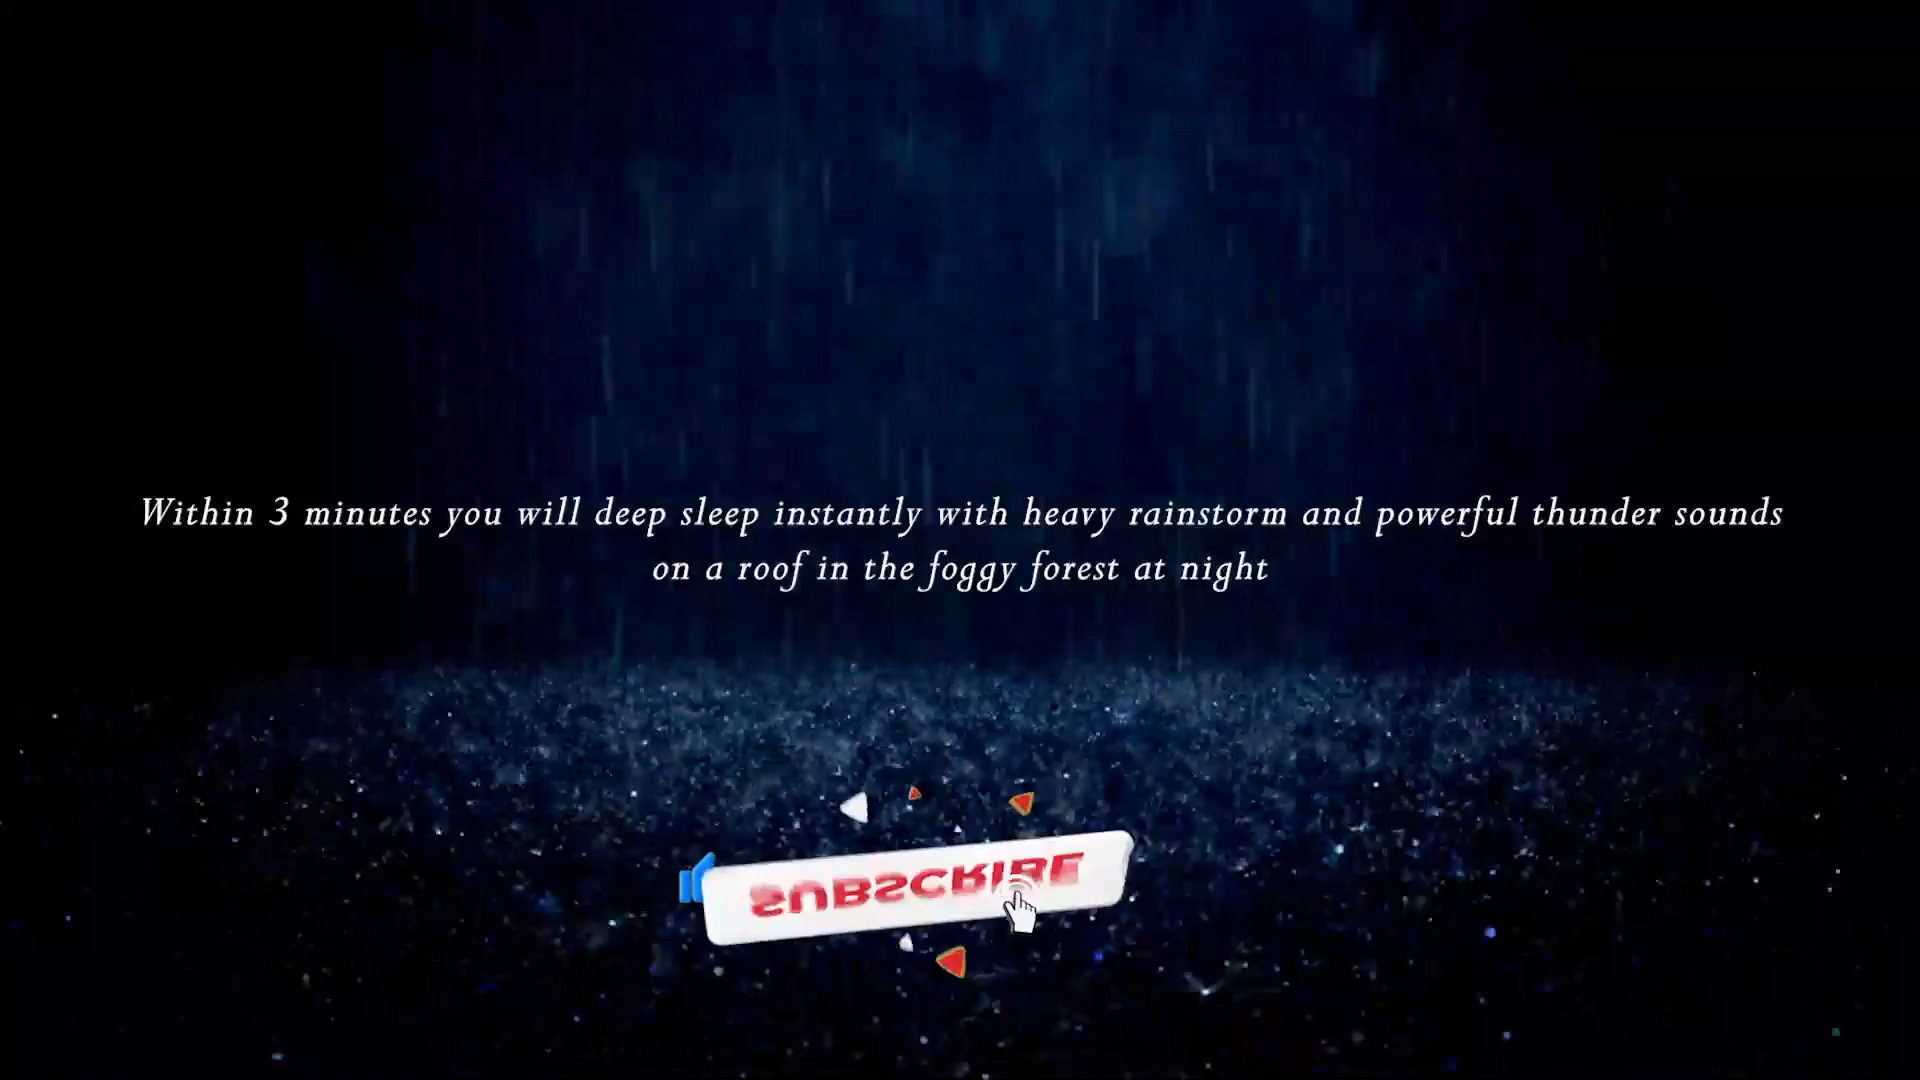 Within 3 minutes you will deep sleep instantly with heavy rainstorm and powerful thunder sounds
on a roof in the foggy forest at night
SUBSCRIBE